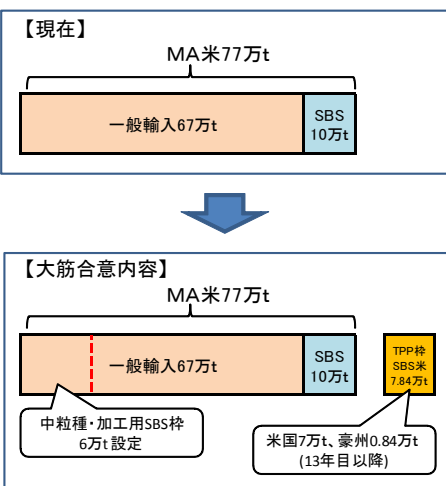 【現在】
MA米77万t
一般輸入67万t
SBS
10万t
【大筋合意内容】
MA米77万t
一般輸入67万t
SBS
10万t
TPP枠
SBS米
7.84万t
中粒種・加工用SBS枠
6万t設定
米国7万t、豪州0.84万t
(13年目以降)